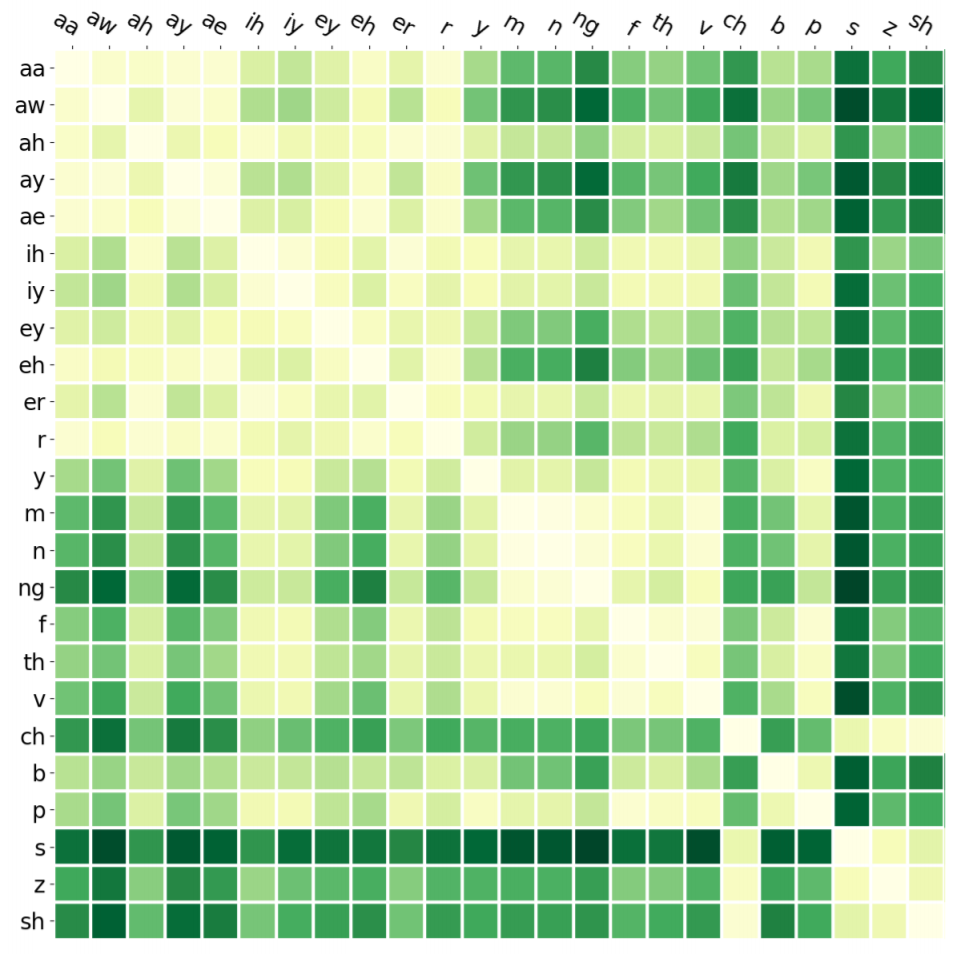 aa aw ah ay ae ih iy ey eh er r y m n ng f th v ch b p s z sh
aa
aw
ah
ay
ae
ih
iy
ey
eh
er
r
y
m
n
ng
f
th
v
ch
b
p
s
z
sh